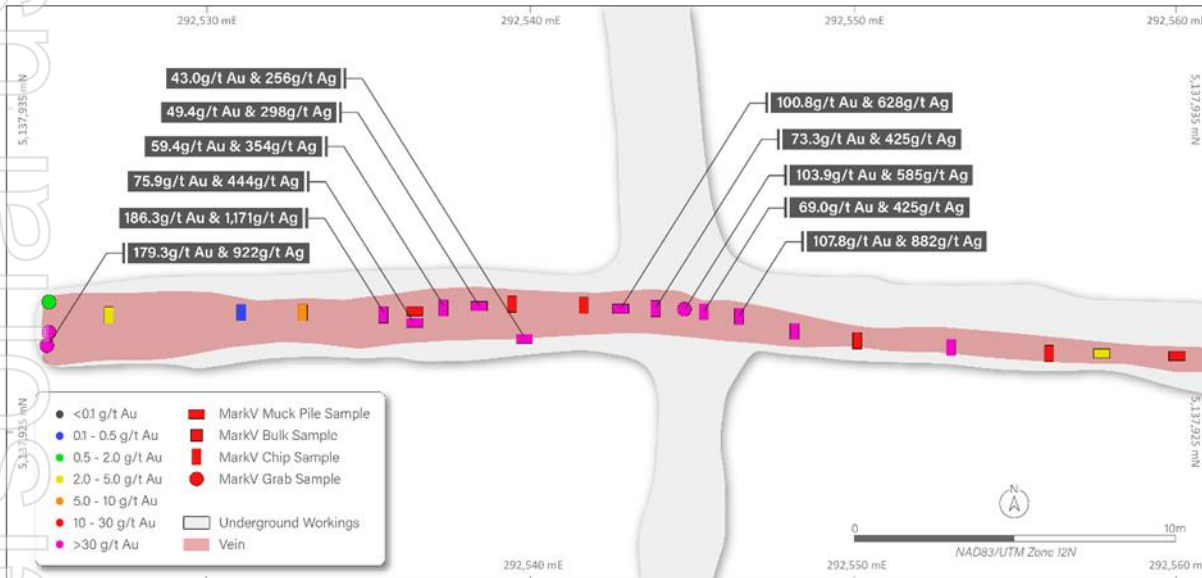 292,530 mE
292,540 mE
292,550 mE
292,560 mE
5,137,935 mN
5,137,935 mN
43.0g/t Au & 256g/t Ag
49.4g/t Au & 298g/t Ag
59.4g/t Au & 354g/t Ag
75.9g/t Au & 444g/t Ag
186.3g/t Au & 1,171g/t Ag
179.3g/t Au & 922g/t Ag
100.8g/t Au & 628g/t Ag
73.3g/t Au & 425g/t Ag
103.9g/t Au & 585g/t Ag
69.0g/t Au & 425g/t Ag
107.8g/t Au & 882g/t Ag
5,137,925 mN
5,137,925 mN
<0.1 g/t Au
0.1 - 0.5 g/t Au
0.5 - 2.0 g/t Au
2.0 - 5.0 g/t Au
5.0 - 10 g/t Au
10 - 30 g/t Au
>30 g/t Au
MarkV Muck Pile Sample
MarkV Bulk Sample
MarkV Chip Sample
MarkV Grab Sample
Underground Workings
Vein
N
0
10m
NAD83/UTM Zone 12N
292,540 mE
292,550 mE
292,560 mE